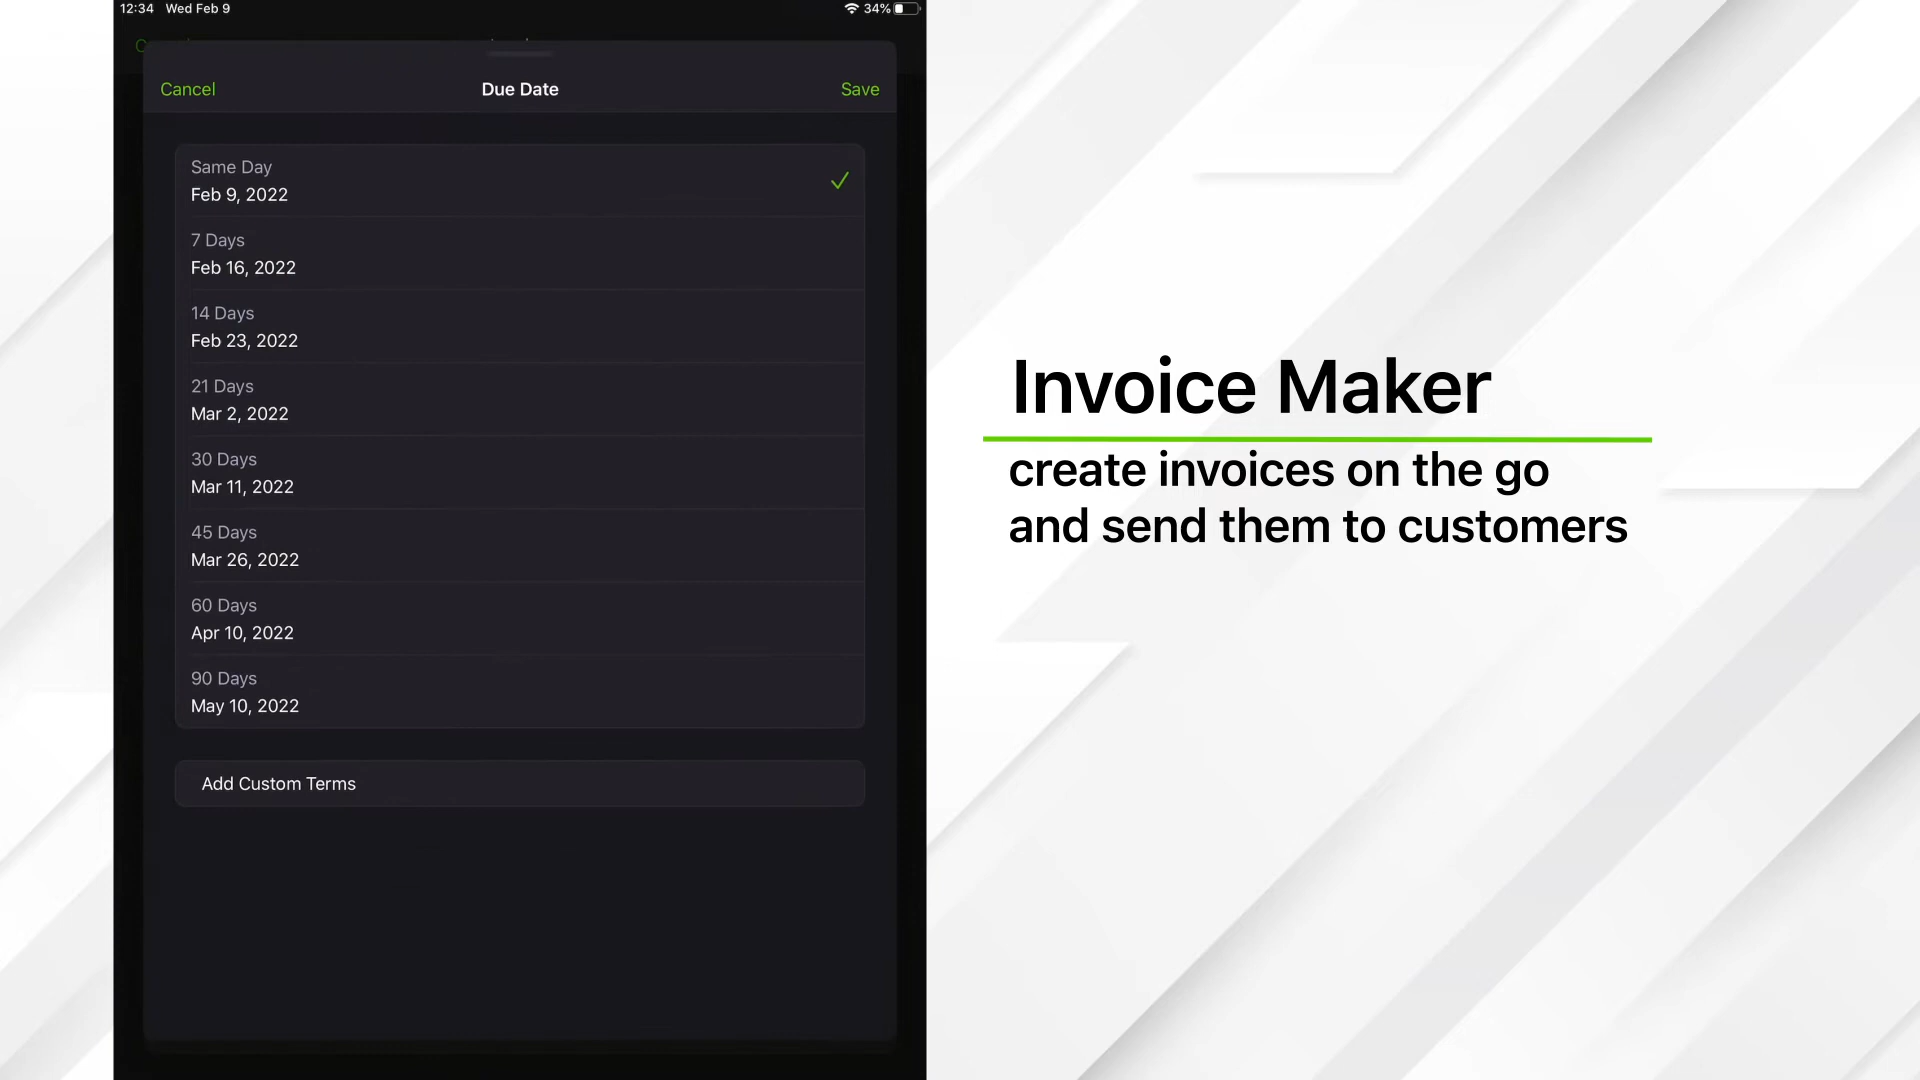 12:34 Wed Feb 9
34%
Cancel
Due Date
Save
Same Day
Feb 9, 2022
7 Days
Feb 16, 2022
14 Days
Feb 23, 2022
21 Days
Mar 2, 2022
30 Days
Mar 11, 2022
45 Days
Mar 26, 2022
60 Days
Apr 10, 2022
90 Days
May 10, 2022
Add Custom Terms
Invoice Maker
create invoices on the go
and send them to customers